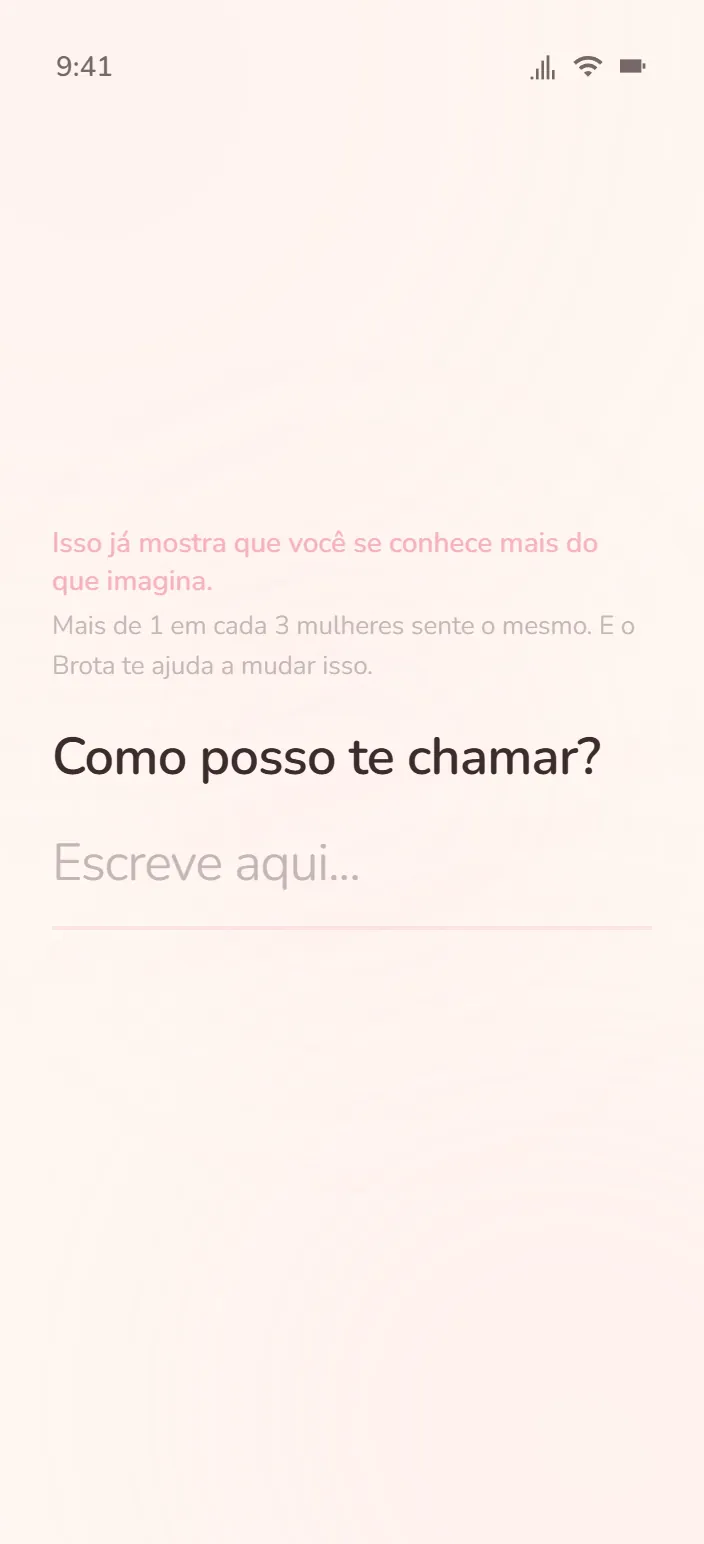 9:41
Isso já mostra que você se conhece mais do
que imagina.
Mais de 1 em cada 3 mulheres sente o mesmo. E o
Brota te ajuda a mudar isso.
Como posso te chamar?
Escreve aqui...